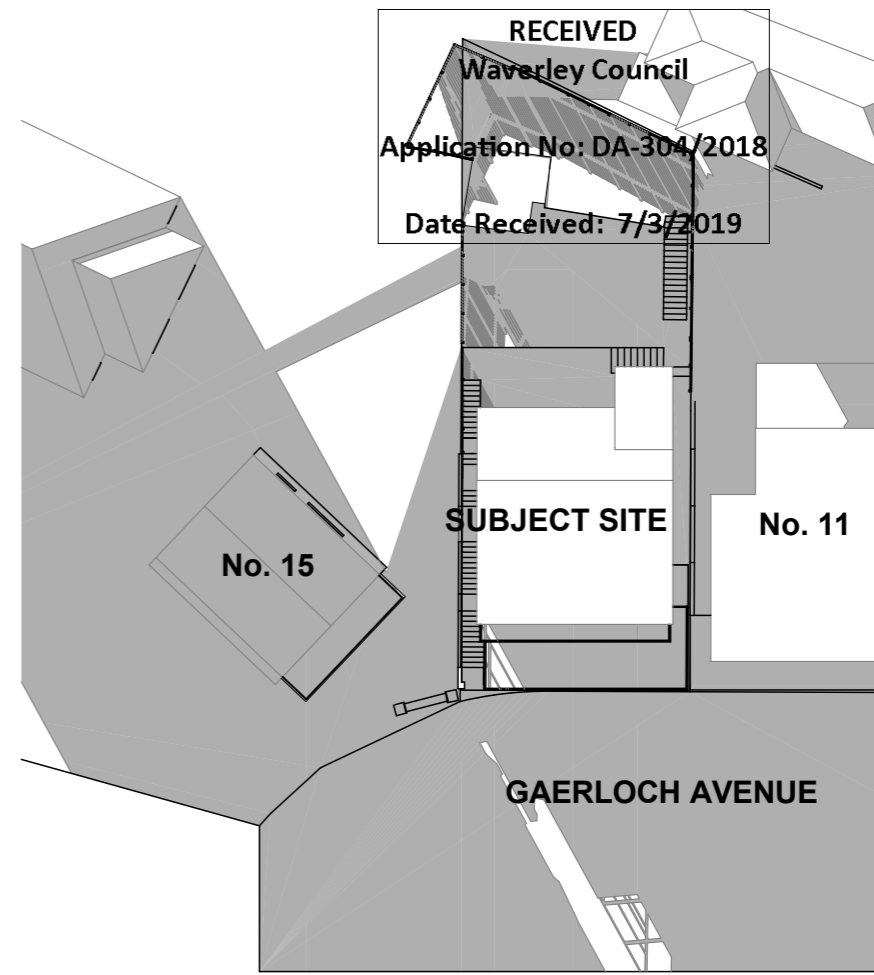 RECEIVED
Waverley Council
Application No: DA-304/2018
Date Received: 7/3/2019
SUBJECT SITE
No. 11
No. 15
GAERLOCH AVENUE